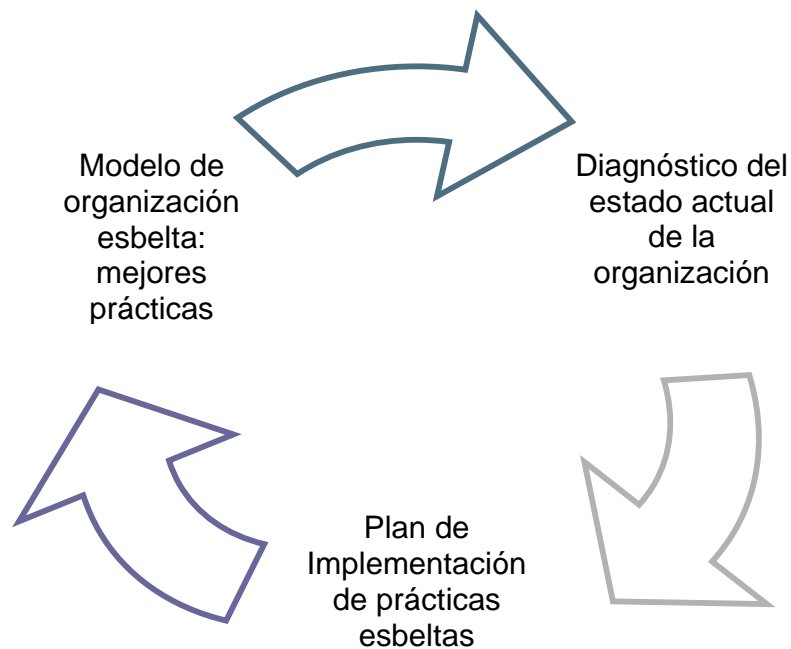 Modelo de
organización
esbelta:
mejores
prácticas
Diagnóstico del
estado actual
de la
organización
Plan de
Implementación
de prácticas
esbeltas